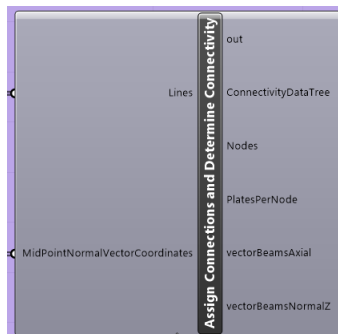 Lines
MidPointNormalVectorCoordinates
Assign Connections and Determine Connectivity
out
ConnectivityDataTree
Nodes
PlatesPerNode
vectorBeamsAxial
vectorBeamsNormalZ